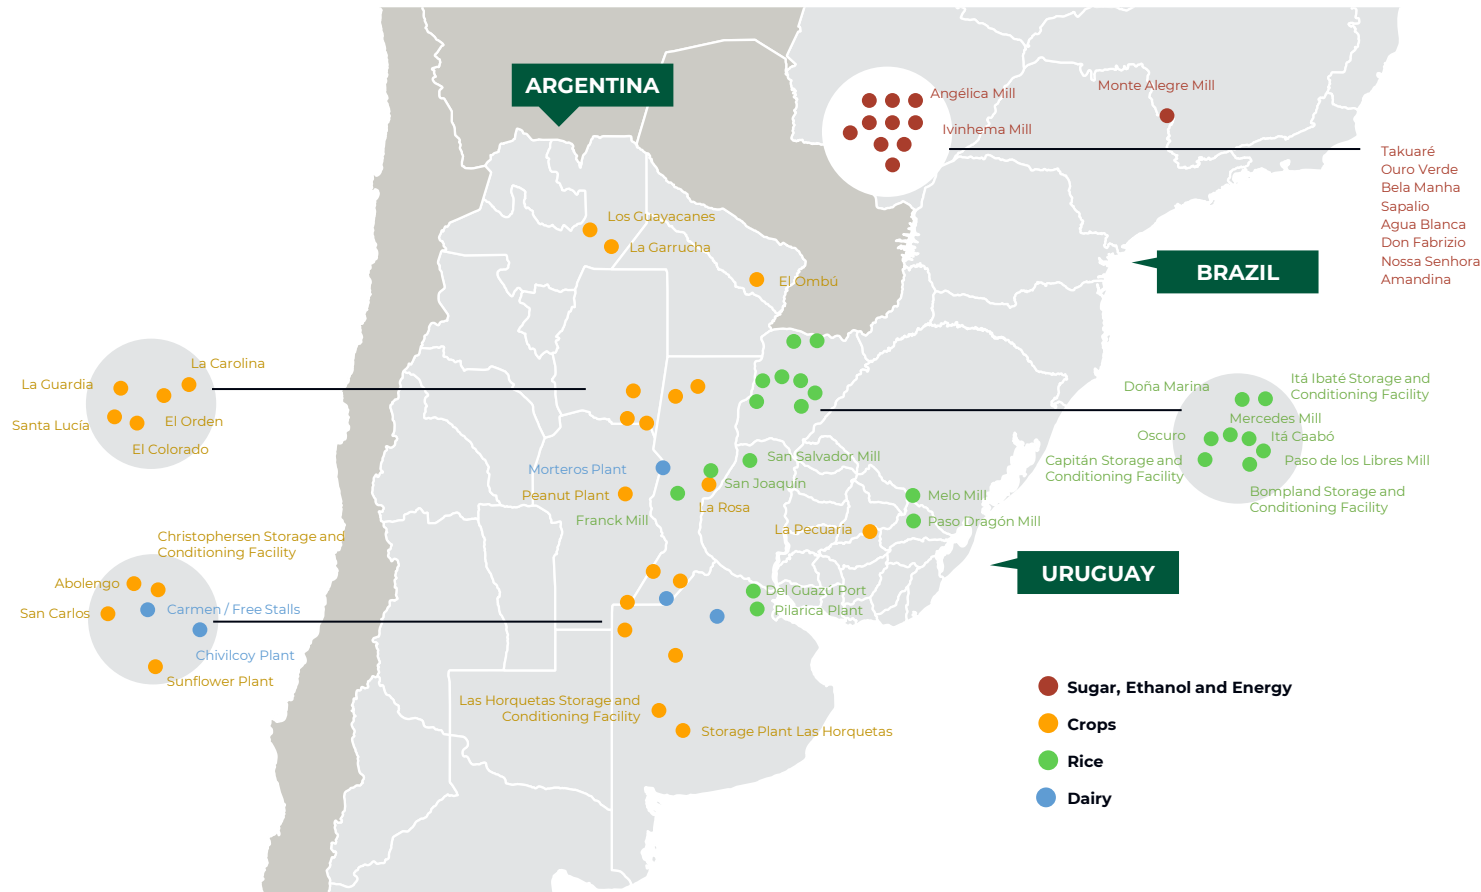 ARGENTINA
Angélica Mill
Ivinhema Mill
Monte Alegre Mill
Takuaré
Ouro Verde
Bela Manha
Sapalio
Agua Blanca
Don Fabrizio
Nossa Senhora
Amandina
Los Guayacanes
La Garrucha
El Ombú
BRAZIL
La Carolina
La Guardia
El Orden
Santa Lucía
El Colorado
Doña Marina
Itá Ibaté Storage and
Conditioning Facility
Mercedes Mill
Oscuro
Itá Caabó
Capitán Storage and
Conditioning Facility
Paso de los Libres Mill
Bompland Storage and
Conditioning Facility
Morteros Plant
San Salvador Mill
Peanut Plant
San Joaquín
Franck Mill
La Rosa
Melo Mill
Paso Dragón Mill
La Pecuaria
Christophersen Storage and
Conditioning Facility
Abolengo
San Carlos
Carmen / Free Stalls
Chivilcoy Plant
Sunflower Plant
Del Guazú Port
Pilarica Plant
URUGUAY
Las Horquetas Storage and
Conditioning Facility
Storage Plant Las Horquetas
Sugar, Ethanol and Energy
Crops
Rice
Dairy